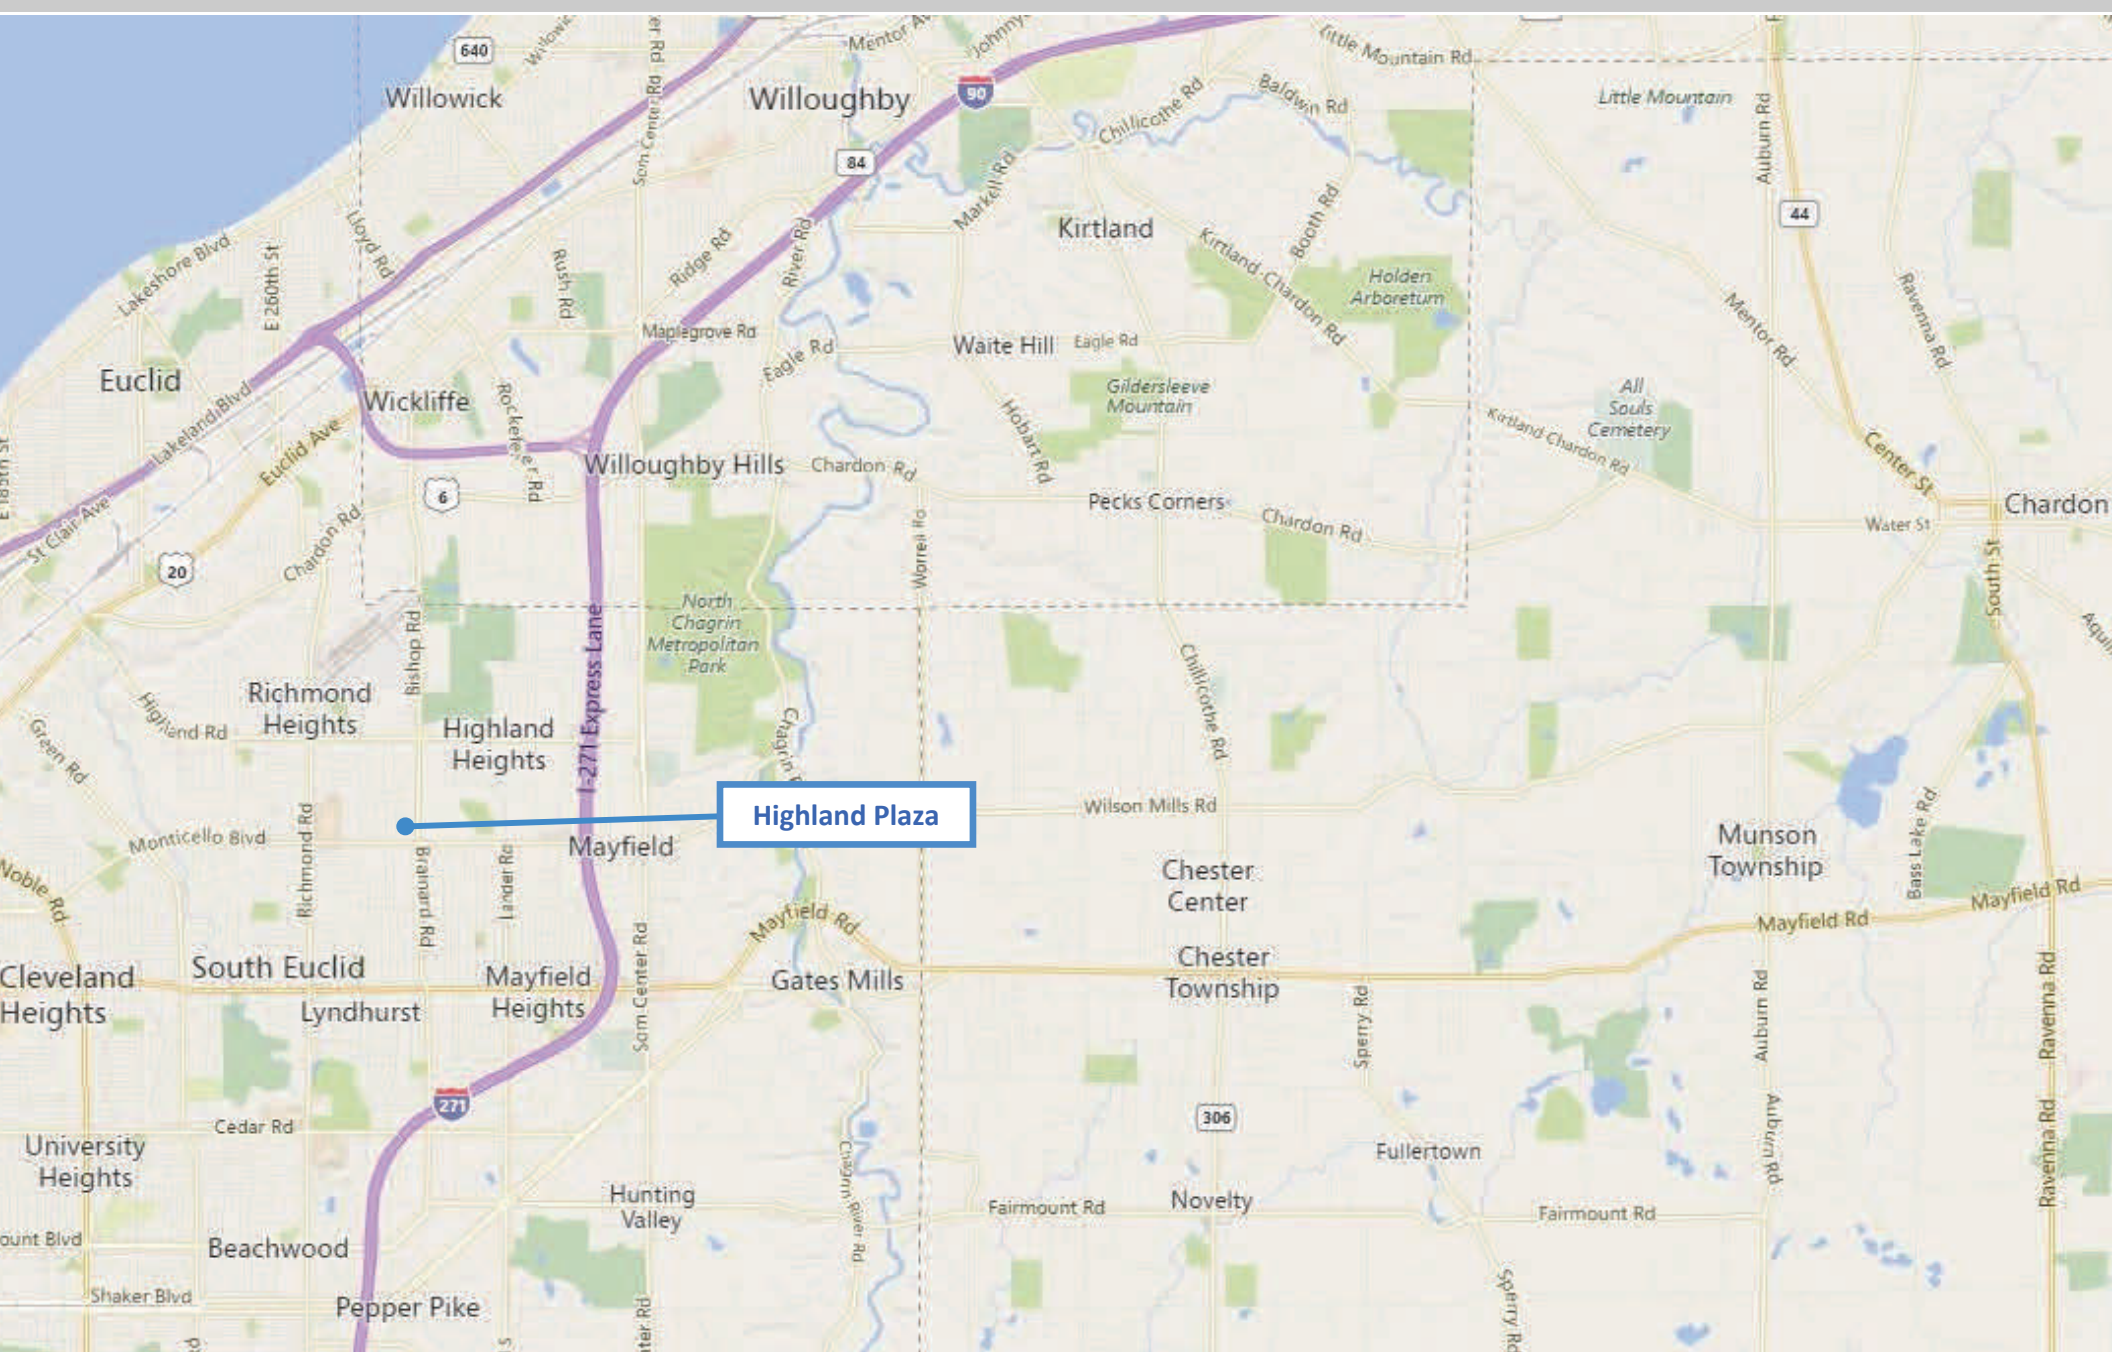 640
Willowick
Willoughby
Mentor
Johnny
90
Little Mountain Rd
Little Mountain
Som Center Rd
84
Chillicothe Rd
Baldwin Rd
Auburn Rd
44
Markell Rd
Kirtland
Booth Rd
Lloyd Rd
Lakeshore Blvd
E 260th St
Rush Rd
Ridge Rd
River Rd
Kirtland-Chardon Rd
Holden
Arboretum
Ravenna Rd
Mentor Rd
Maplegrove Rd
Eagle Rd
Waite Hill
Eagle Rd
Euclid
Wickliffe
Gildersleeve
Mountain
All
Souls
Cemetery
Lakeland Blvd
Euclid Ave
Hobart Rd
Kirtland Chardon Rd
Center St
Willoughby Hills
Chardon Rd
6
Pecks Corners
Chardon
St Clair Ave
Chardon Rd
Chardon Rd
Water St
20
Worrell Rd
South St
North
Chagrin
Metropolitan
Park
Bishop Rd
I-271 Express Lane
Richmond
Heights
Highland Rd
Green Rd
Highland
Heights
Chillicothe Rd
Highland Plaza
Wilson Mills Rd
Monticello Blvd
Richmond Rd
Mayfield
Munson
Township
Bass Lake Rd
Noble Rd
Brainard Rd
Lander Rd
Chester
Center
Mayfield Rd
Mayfield Rd
Mayfield Rd
Cleveland
Heights
South Euclid
Lyndhurst
Mayfield
Heights
Som Center Rd
Gates Mills
Chester
Township
Sperry Rd
Auburn Rd
Ravenna Rd
271
Cedar Rd
306
University
Heights
Fullertown
Auburn Rd
Ravenna Rd
Hunting
Valley
Chagrin River Rd
Fairmount Rd
Novelty
Fairmount Rd
ount Blvd
Beachwood
Shaker Blvd
Pepper Pike
Sperry Rd